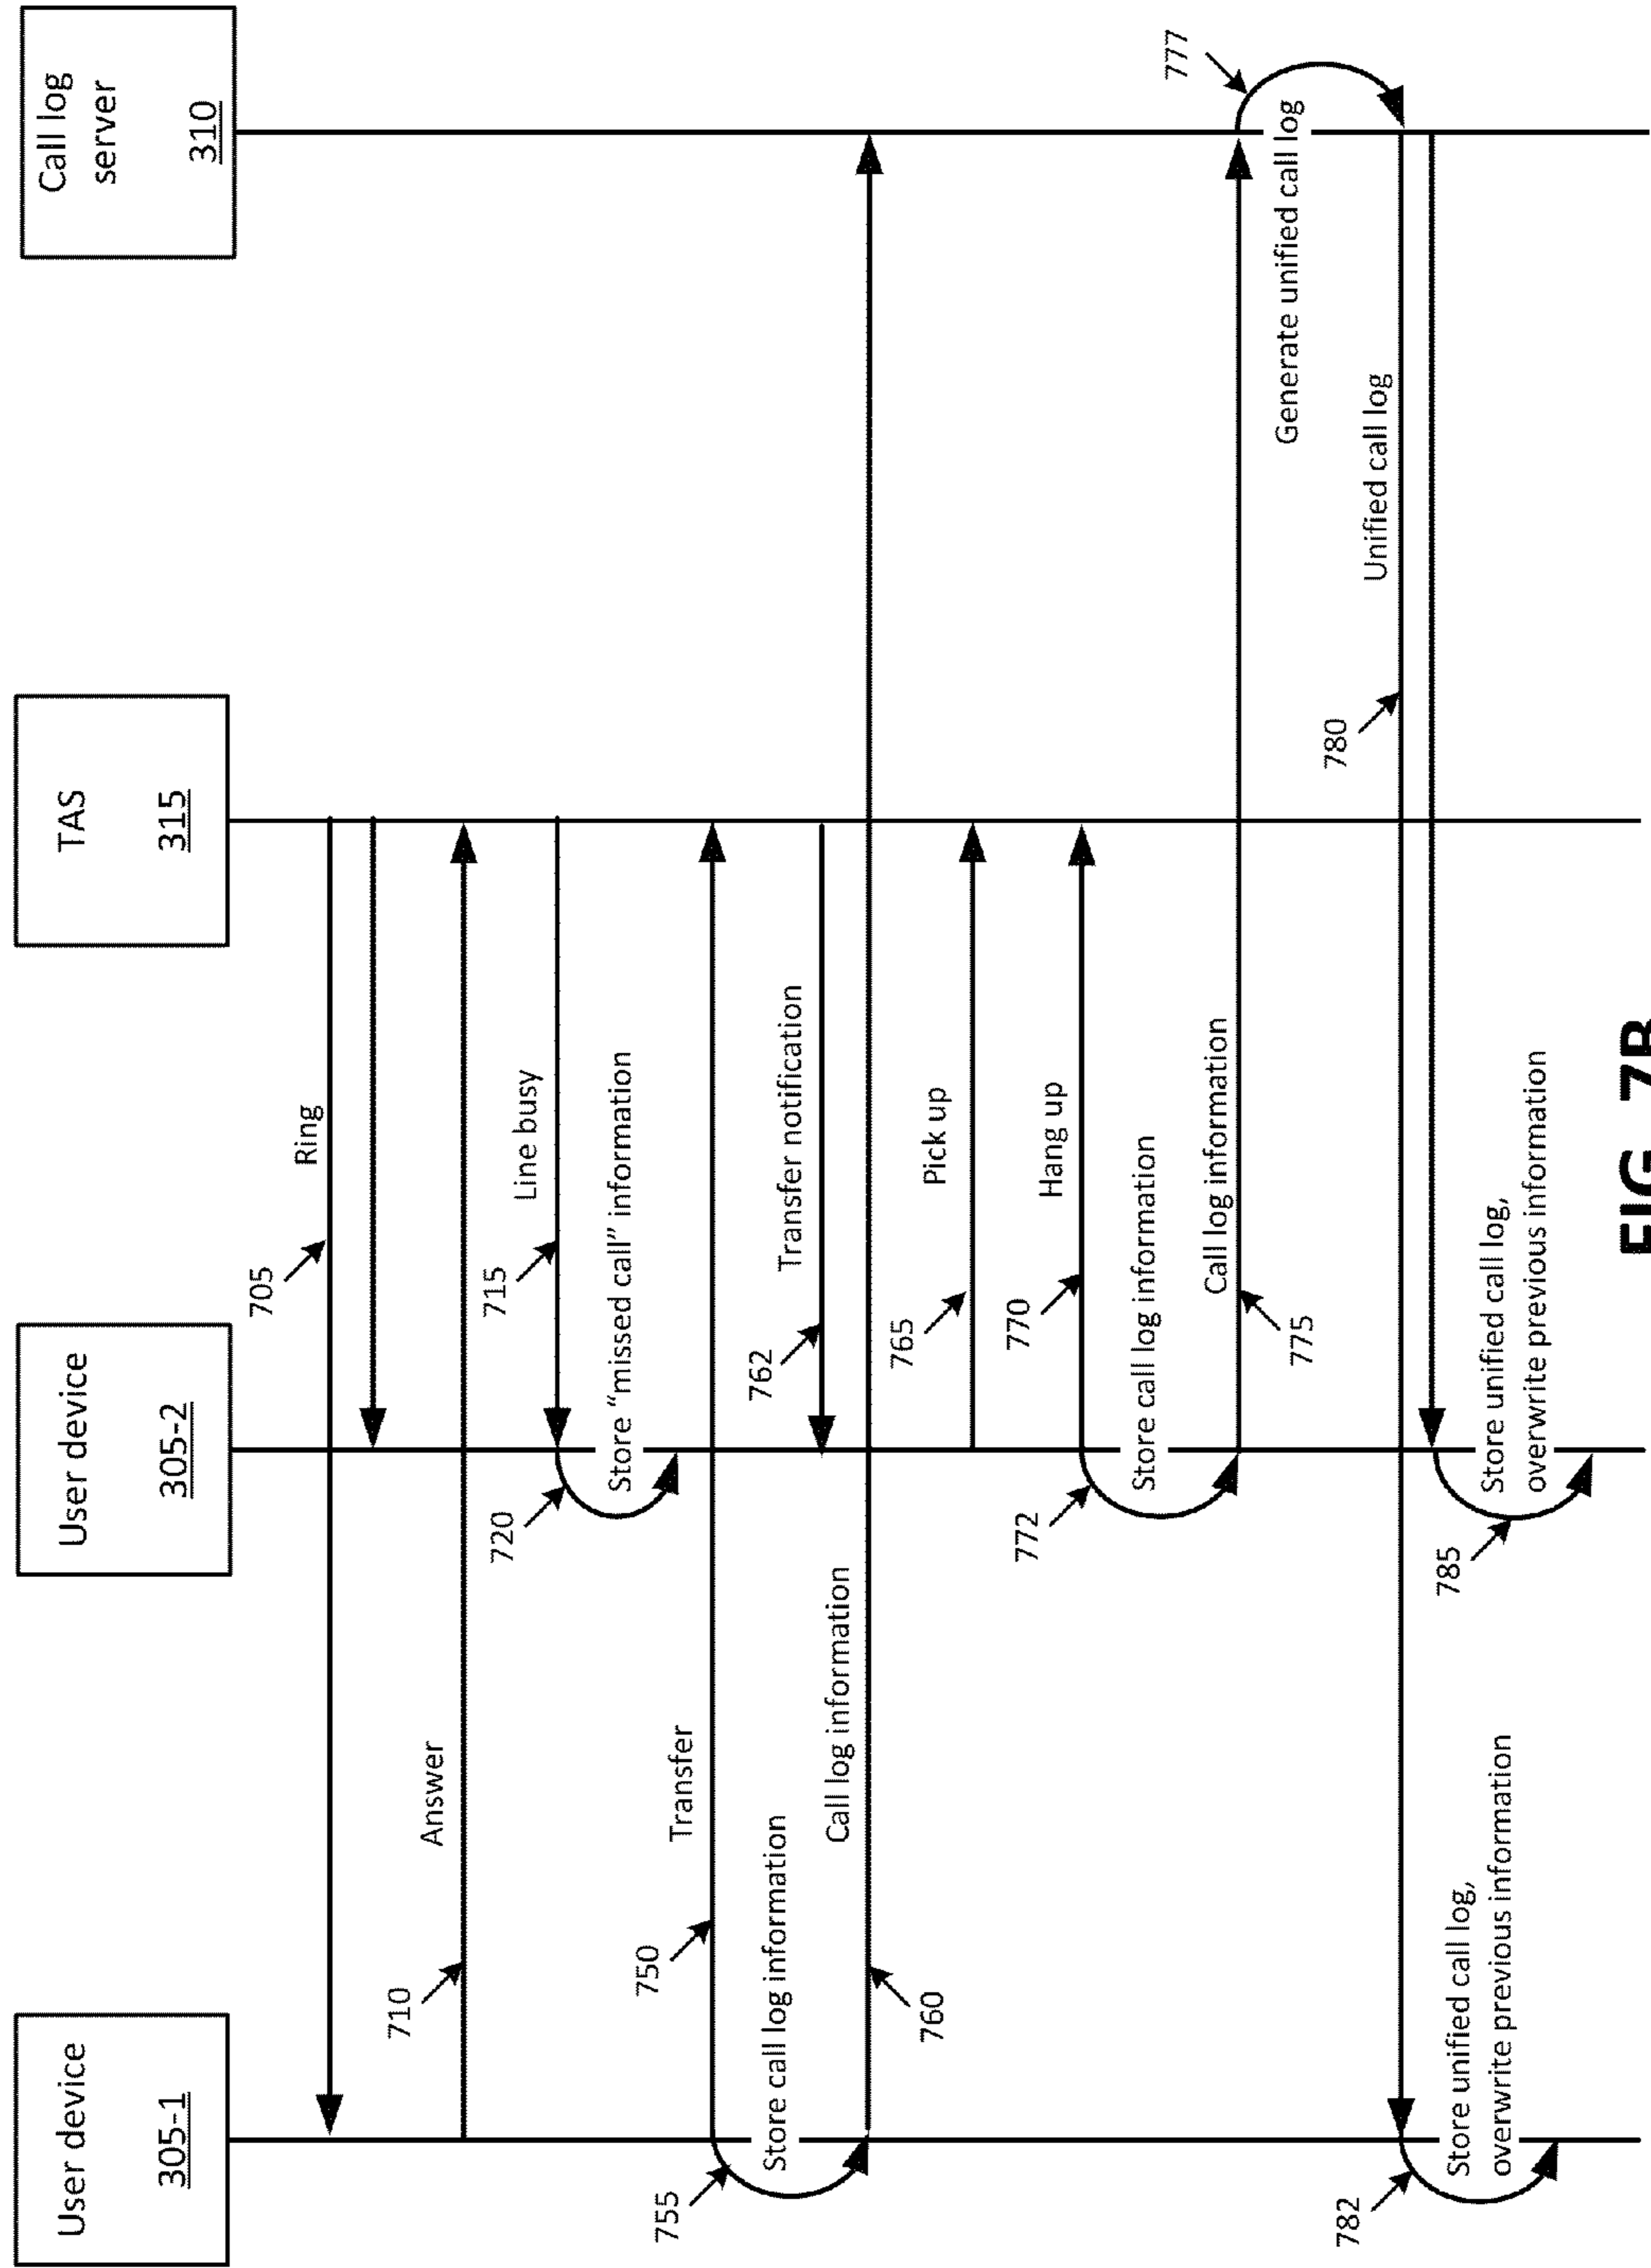 User device
305-1
User device
305-2
TAS
315
Call log
server
310
705
Ring
710
Answer
715
Line busy
720
Store “missed call” information
750
Transfer
755
Store call log information
762
Transfer notification
Call log information
760
765
Pick up
770
Hang up
772
Store call log information
Call log information
775
777
Generate unified call log
780
Unified call log
782
Store unified call log,
overwrite previous information
785
Store unified call log,
overwrite previous information
FIG. 7B